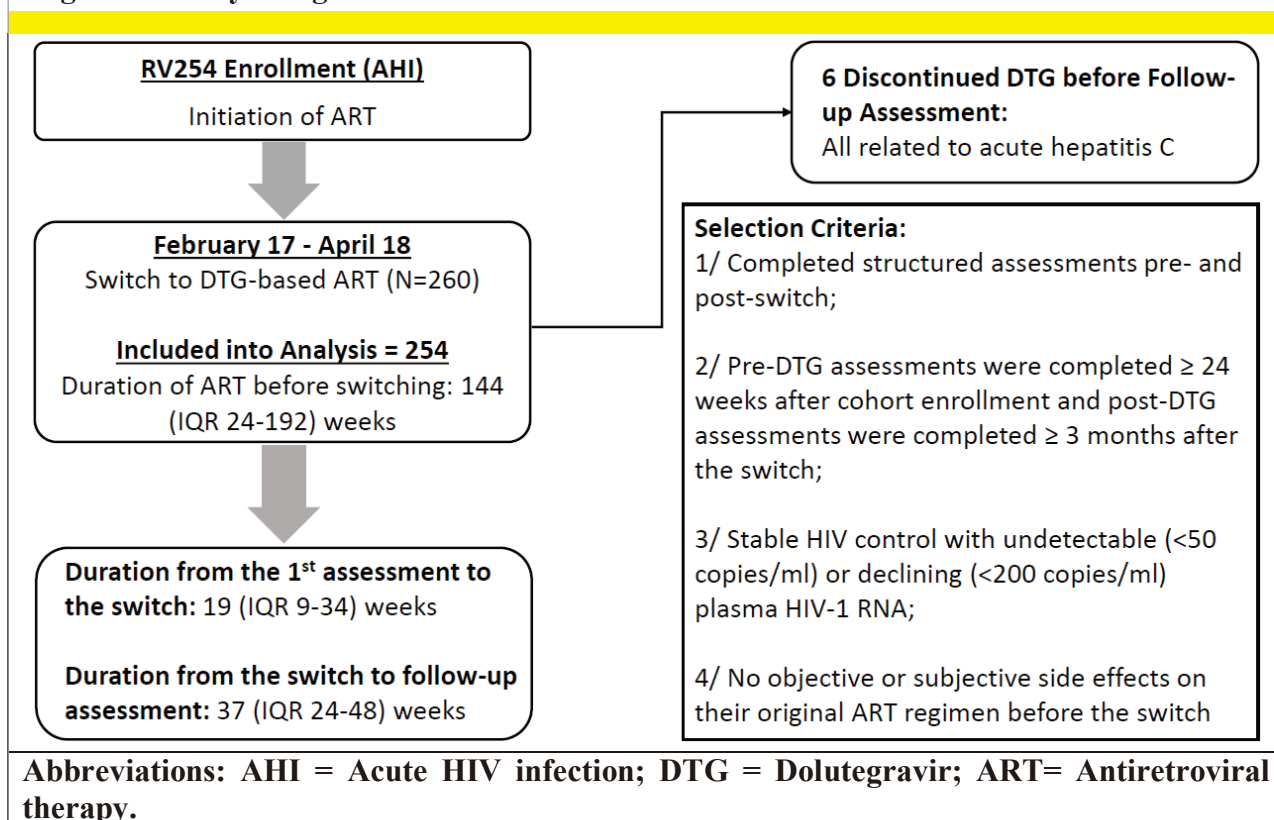 RV254 Enrollment (AHI)
Initiation of ART
February 17 - April 18
Switch to DTG-based ART (N=260)
Included into Analysis = 254
Duration of ART before switching: 144
(IQR 24-192) weeks
Duration from the 1st assessment to
the switch: 19 (IQR 9-34) weeks
Duration from the switch to follow-up
assessment: 37 (IQR 24-48) weeks
6 Discontinued DTG before Follow-
up Assessment:
All related to acute hepatitis C
Selection Criteria:
1/ Completed structured assessments pre- and
post-switch;
2/ Pre-DTG assessments were completed ≥ 24
weeks after cohort enrollment and post-DTG
assessments were completed ≥ 3 months after
the switch;
3/ Stable HIV control with undetectable (<50
copies/ml) or declining (<200 copies/ml)
plasma HIV-1 RNA;
4/ No objective or subjective side effects on
their original ART regimen before the switch
Abbreviations: AHI = Acute HIV infection; DTG = Dolutegravir; ART= Antiretroviral
therapy.